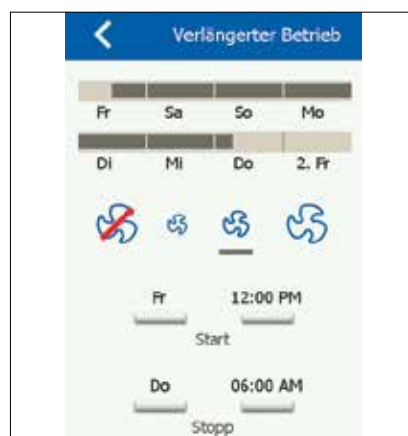 Verlängerter Betrieb
Fr Sa So Mo
Di Mi Do 2. Fr
Fr 12:00 PM
Start
Do 06:00 AM
Stopp